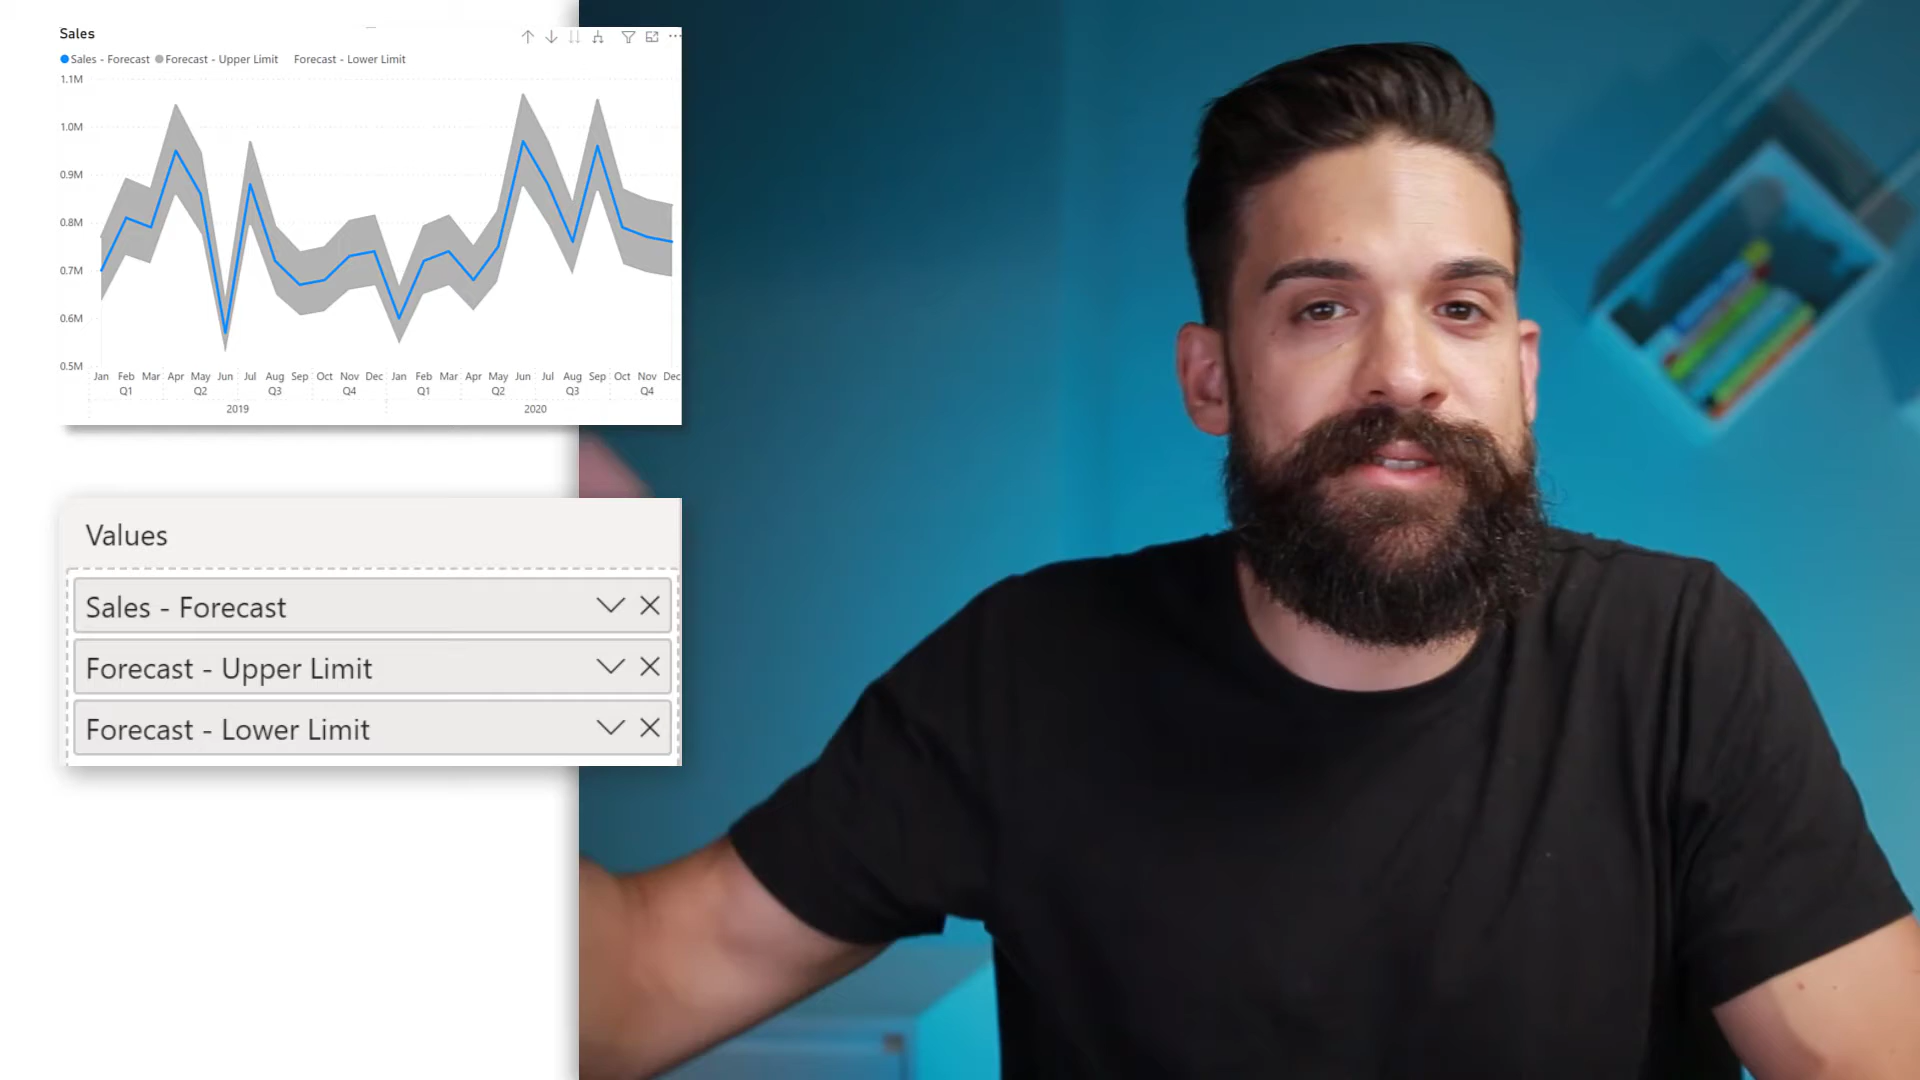 Sales
Sales - Forecast Forecast - Upper Limit Forecast - Lower Limit
1.1M
1.0M
0.9M
0.8M
0.7M
0.6M
0.5M
Jan Feb Mar Apr May Jun Jul Aug Sep Oct Nov Dec Jan Feb Mar Apr May Jun Jul Aug Sep Oct Nov Dec
Q1 Q2 Q3 Q4 Q1 Q2 Q3 Q4
2019 2020
Values
Sales - Forecast
Forecast - Upper Limit
Forecast - Lower Limit